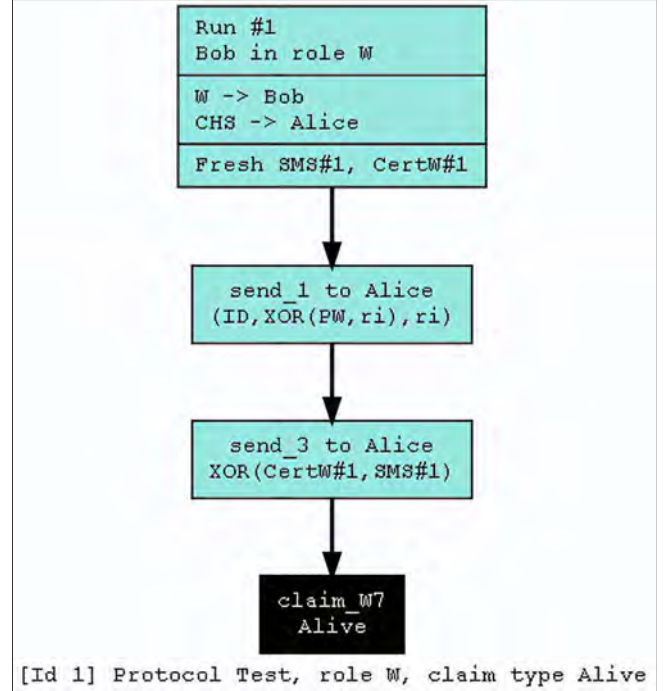 Run #1
Bob in role W
W -> Bob
CHS -> Alice
Fresh SMS#1, CertW#1
send_1 to Alice
(ID,XOR(PW,ri),ri)
send_3 to Alice
XOR(CertW#1,SMS#1)
claim_W7
Alive
[Id 1] Protocol Test, role W, claim type Alive